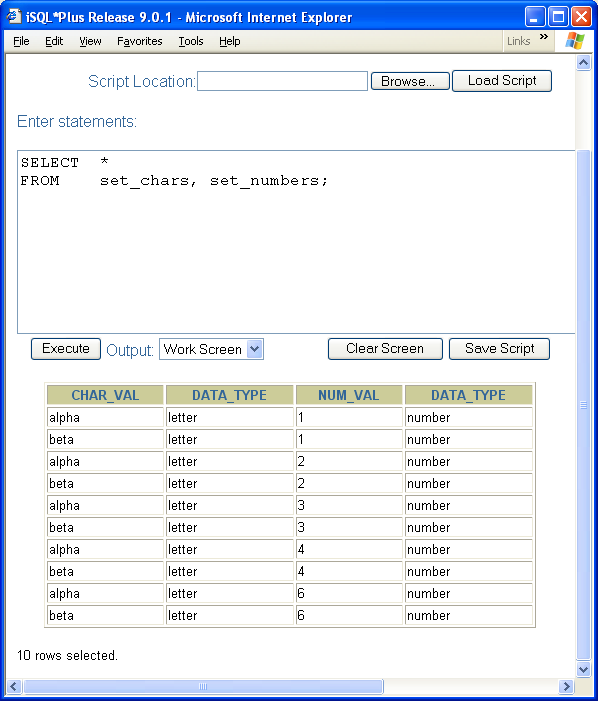 iSQL*Plus Release 9.0.1 - Microsoft Internet Explorer
File Edit View Favorites Tools Help Links »
Script Location: Browse... Load Script
Enter statements:
SELECT *
FROM set_chars, set_numbers;
Execute Output: Work Screen Clear Screen Save Script
CHAR_VAL DATA_TYPE NUM_VAL DATA_TYPE
alpha letter 1 number
beta letter 1 number
alpha letter 2 number
beta letter 2 number
alpha letter 3 number
beta letter 3 number
alpha letter 4 number
beta letter 4 number
alpha letter 6 number
beta letter 6 number
10 rows selected.